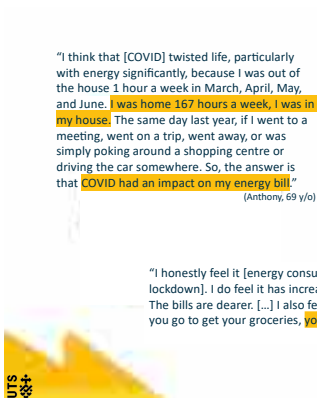 “I think that [COVID] twisted life, particularly
with energy significantly, because I was out of
the house 1 hour a week in March, April, May,
and June. I was home 167 hours a week, I was in
my house. The same day last year, if I went to a
meeting, went on a trip, went away, or was
simply poking around a shopping centre or
driving the car somewhere. So, the answer is
that COVID had an impact on my energy bill.”
(Anthony, 69 y/o)
“I honestly feel it [energy consu
lockdown]. I do feel it has increa
The bills are dearer. […] I also fe
you go to get your groceries, yo
UTS